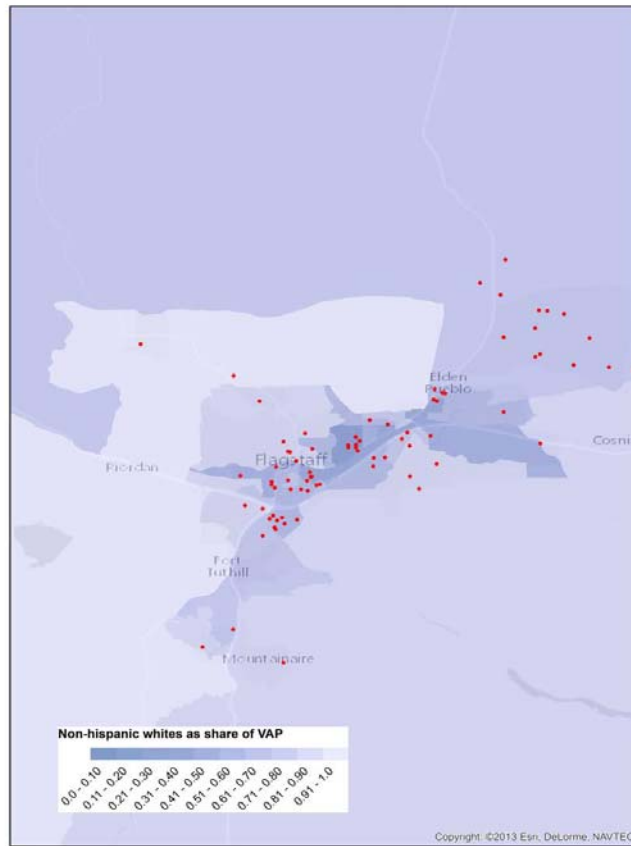 Elden
Pueblo
Cosni
Flagstaff
Riordan
Fort
Tuthill
Mountainaire
Non-hispanic whites as share of VAP
0.0 - 0.10
0.11 - 0.20
0.21 - 0.30
0.31 - 0.40
0.41 - 0.50
0.51 - 0.60
0.61 - 0.70
0.71 - 0.80
0.81 - 0.90
0.91 - 1.0
Copyright: ©2013 Esri, DeLorme, NAVTEQ